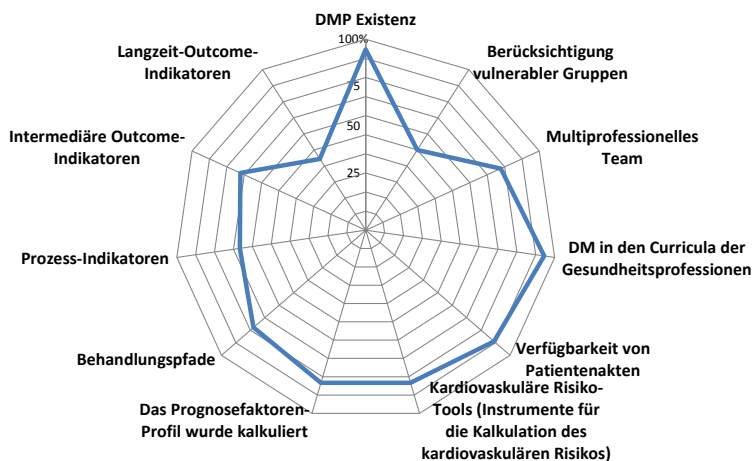 DMP Existenz
100%
5
50
25
Berücksichtigung
vulnerabler Gruppen
Multiprofessionelles
Team
DM in den Curricula der
Gesundheitsprofessionen
Verfügbarkeit von
Patientenakten
Kardiovaskuläre Risiko-
Tools (Instrumente für
die Kalkulation des
kardiovaskulären Risikos)
Das Prognosefaktoren-
Profil wurde kalkuliert
Behandlungspfade
Prozess-Indikatoren
Intermediäre Outcome-
Indikatoren
Langzeit-Outcome-
Indikatoren